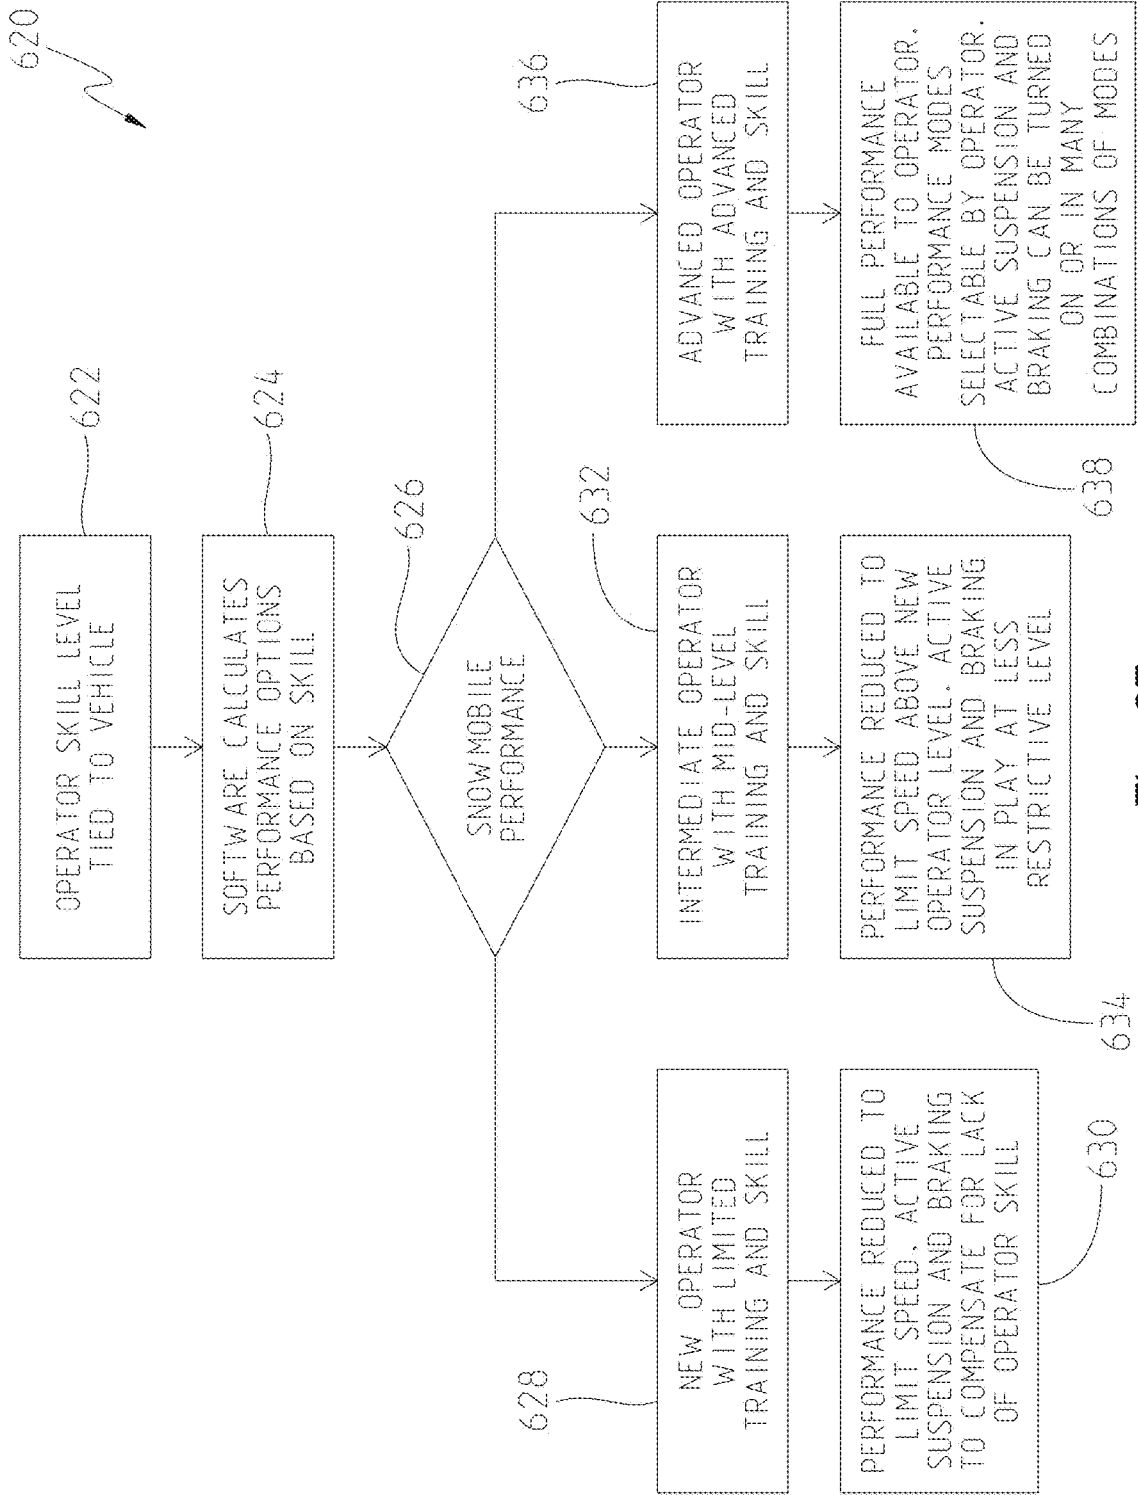 620
OPERATOR SKILL LEVEL
TIED TO VEHICLE
622
SOFTWARE CALCULATES
PERFORMANCE OPTIONS
BASED ON SKILL
624
SNOWMOBILE
PERFORMANCE
626
NEW OPERATOR
WITH LIMITED
TRAINING AND SKILL
628
PERFORMANCE REDUCED TO
LIMIT SPEED. ACTIVE
SUSPENSION AND BRAKING
TO COMPENSATE FOR LACK
OF OPERATOR SKILL
630
INTERMEDIATE OPERATOR
WITH MID-LEVEL
TRAINING AND SKILL
632
PERFORMANCE REDUCED TO
LIMIT SPEED ABOVE NEW
OPERATOR LEVEL. ACTIVE
SUSPENSION AND BRAKING
IN PLAY AT LESS
RESTRICTIVE LEVEL
634
ADVANCED OPERATOR
WITH ADVANCED
TRAINING AND SKILL
636
FULL PERFORMANCE
AVAILABLE TO OPERATOR.
PERFORMANCE MODES
SELECTABLE BY OPERATOR.
ACTIVE SUSPENSION AND
BRAKING CAN BE TURNED
ON OR IN MANY
COMBINATIONS OF MODES
638